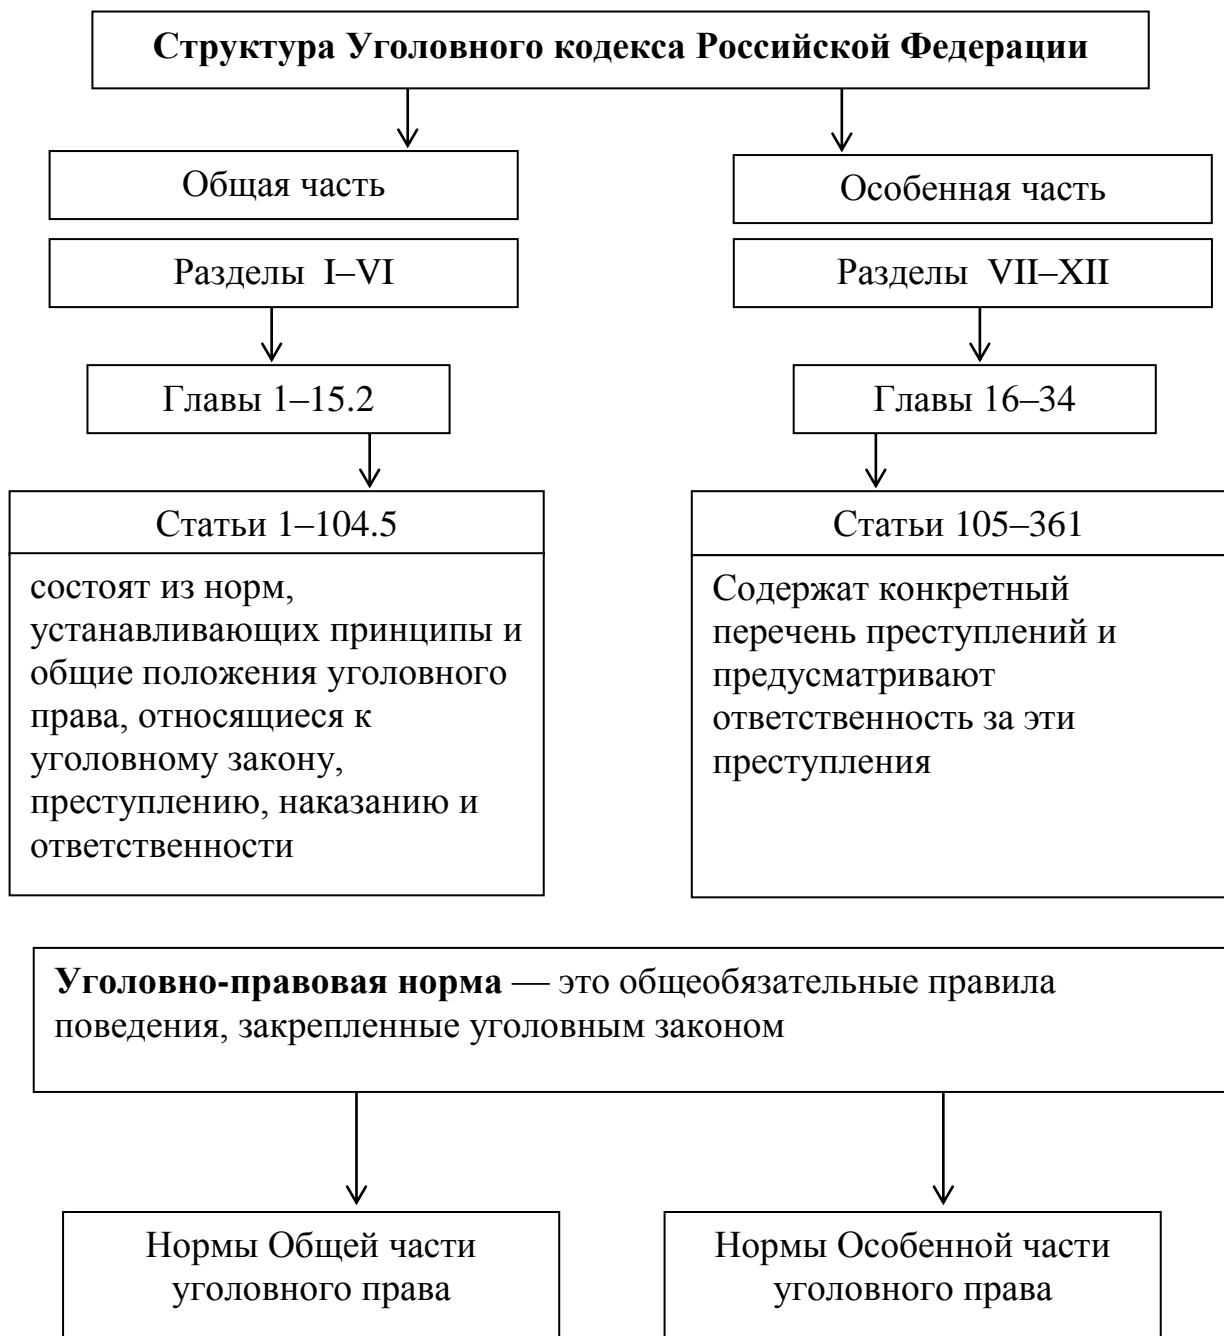 Структура Уголовного кодекса Российской Федерации
Общая часть
Особенная часть
Разделы I–VI
Разделы VII–XII
Главы 1–15.2
Главы 16–34
Статьи 1–104.5
состоят из норм,
устанавливающих принципы и
общие положения уголовного
права, относящиеся к
уголовному закону,
преступлению, наказанию и
ответственности
Статьи 105–361
Содержат конкретный
перечень преступлений и
предусматривают
ответственность за эти
преступления
Уголовно-правовая норма — это общеобязательные правила
поведения, закрепленные уголовным законом
Нормы Общей части
уголовного права
Нормы Особенной части
уголовного права